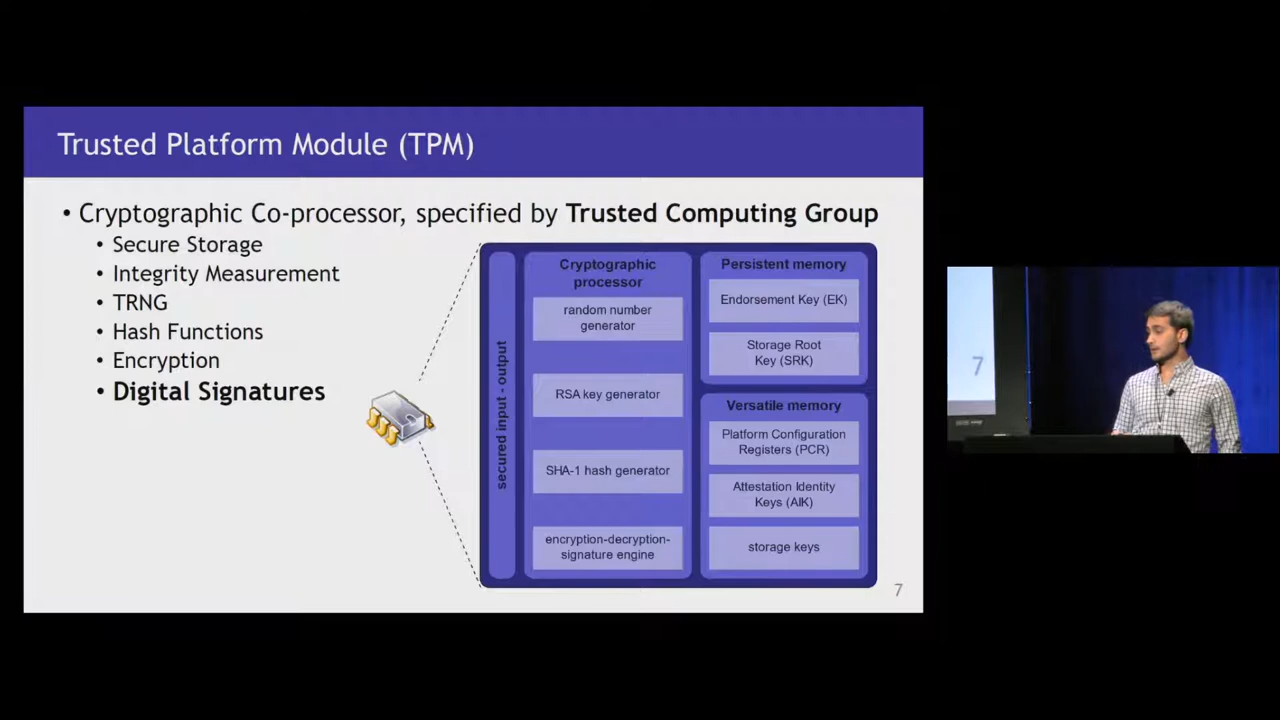 Trusted Platform Module (TPM)
• Cryptographic Co-processor, specified by Trusted Computing Group
• Secure Storage
• Integrity Measurement
• TRNG
• Hash Functions
• Encryption
• Digital Signatures
secured input - output
Cryptographic
processor
random number
generator
RSA key generator
SHA-1 hash generator
encryption-decryption-
signature engine
Persistent memory
Endorsement Key (EK)
Storage Root
Key (SRK)
Versatile memory
Platform Configuration
Registers (PCR)
Attestation Identity
Keys (AIK)
storage keys
7
7